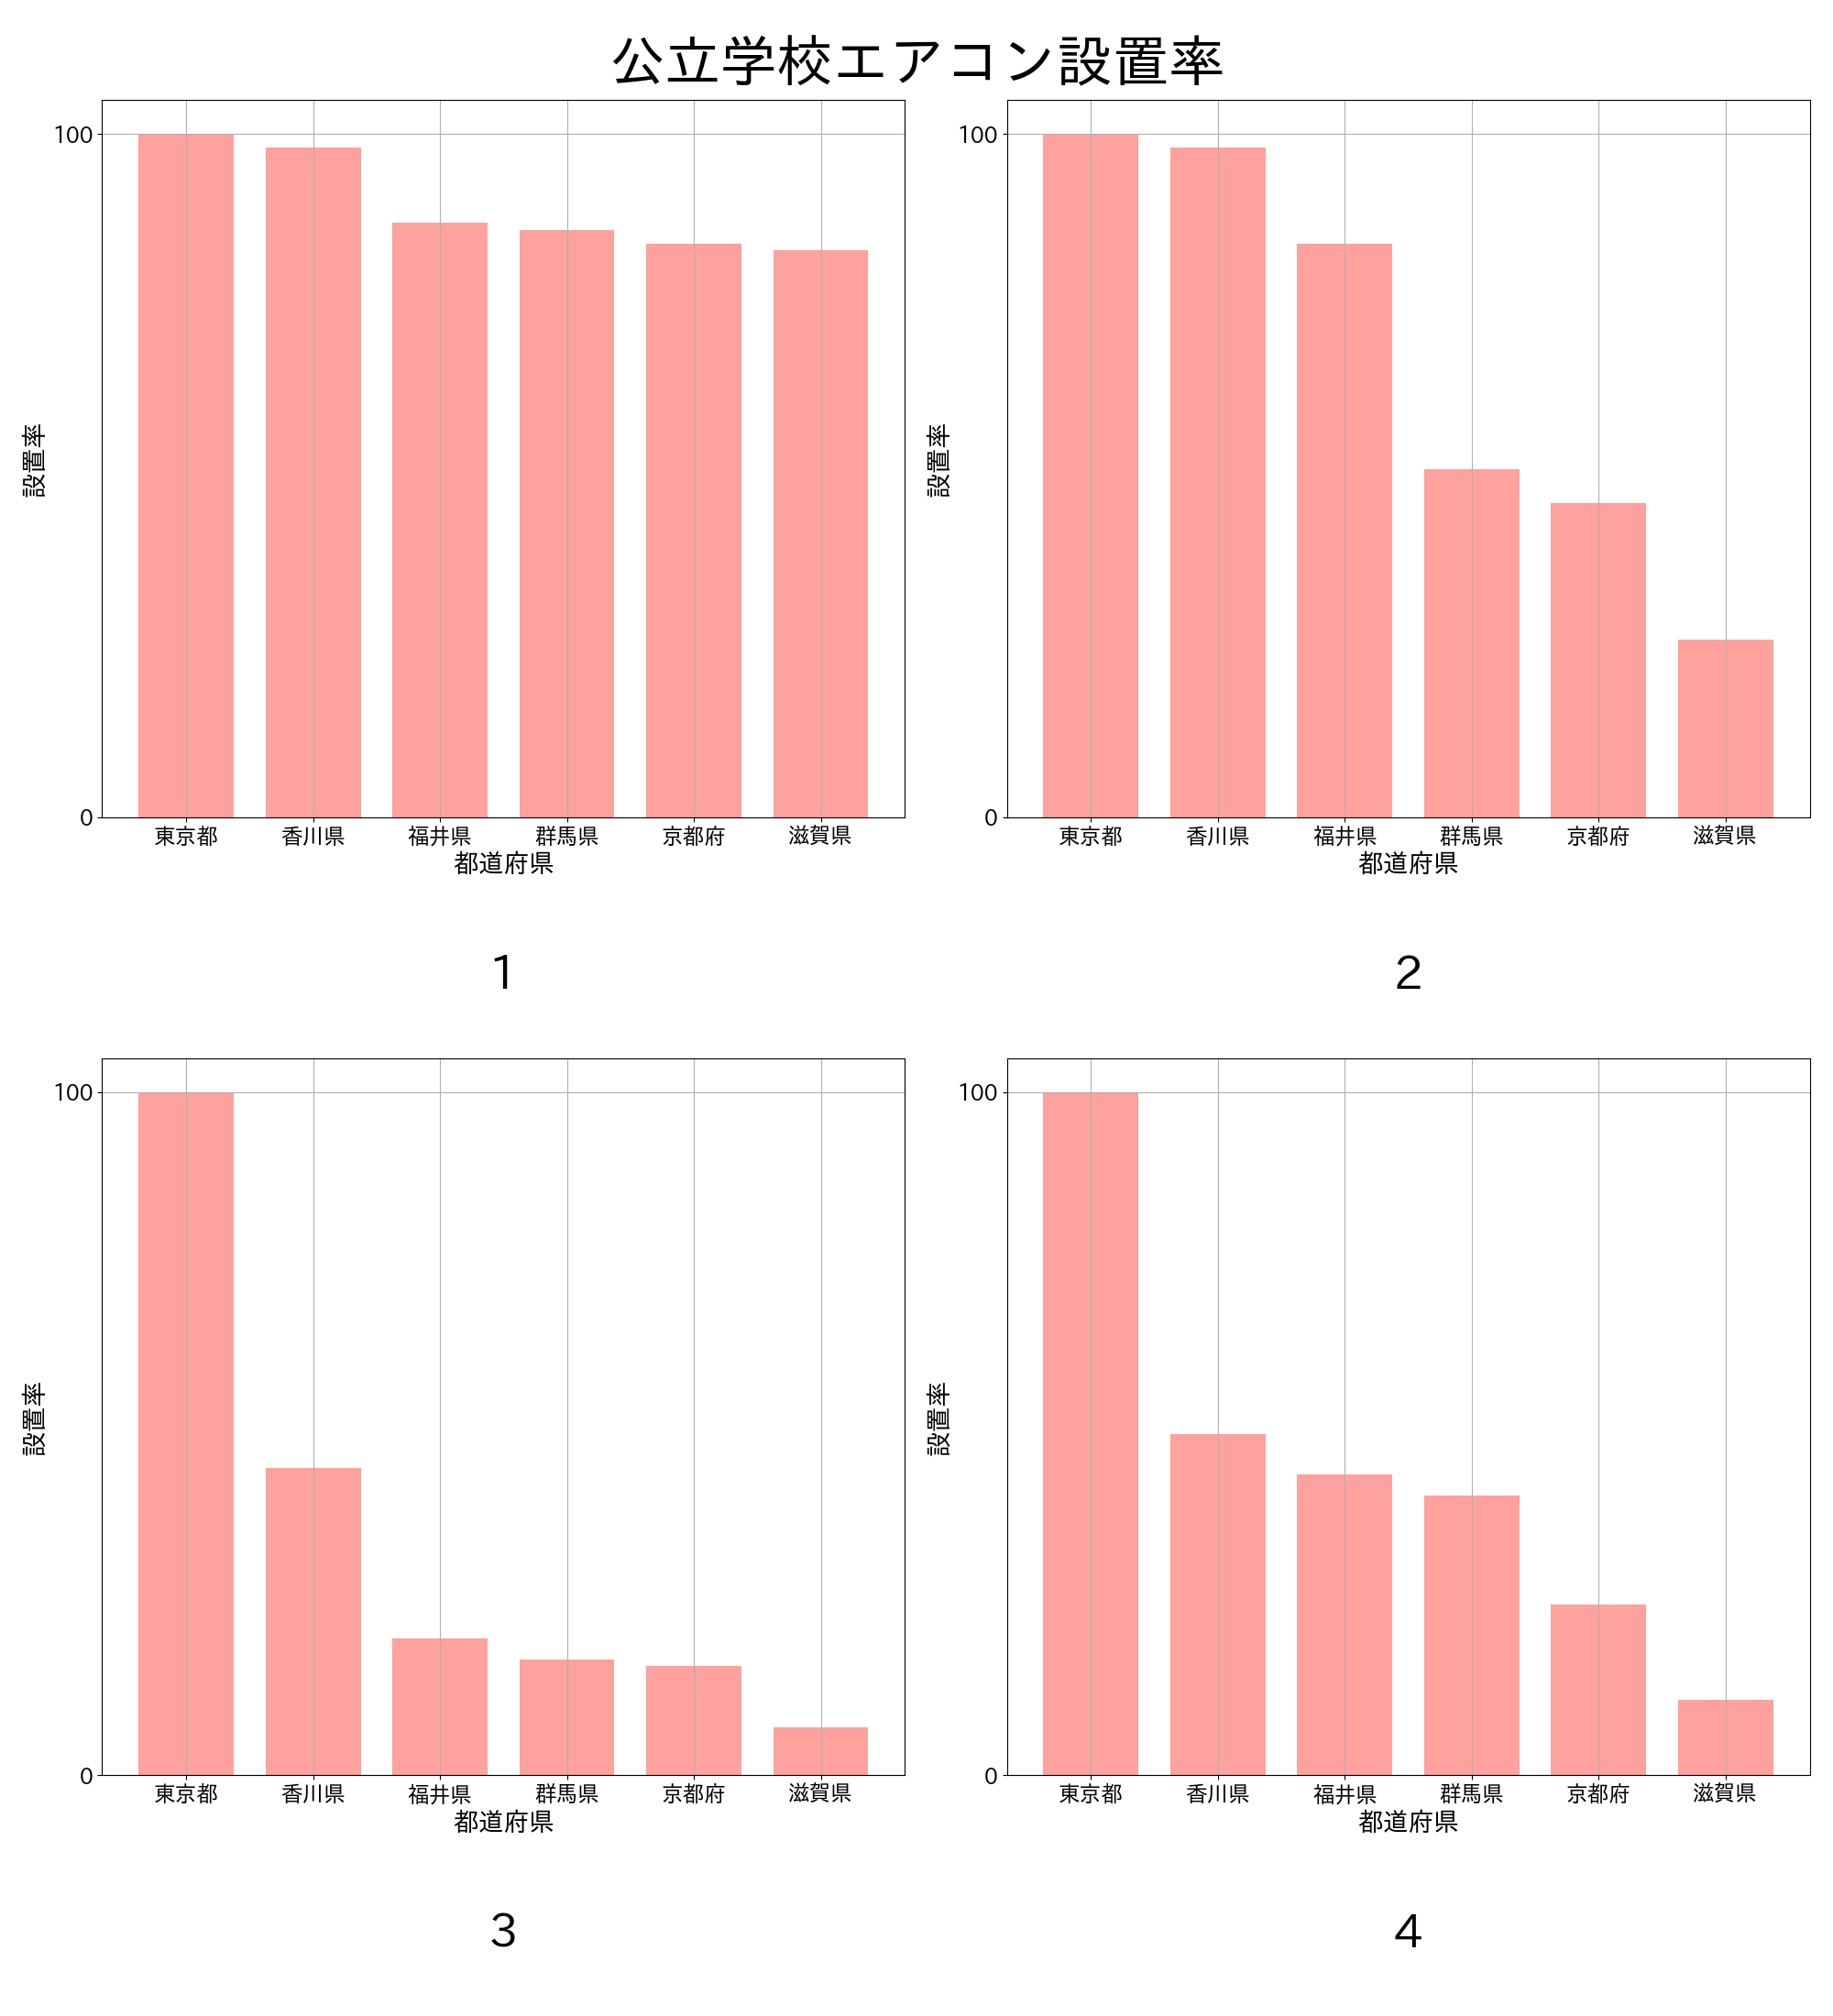 公立学校エアコン設置率
100
0
設置率
東京都 香川県 福井県 群馬県 京都府 滋賀県
都道府県
1
100
0
設置率
東京都 香川県 福井県 群馬県 京都府 滋賀県
都道府県
2
100
0
設置率
東京都 香川県 福井県 群馬県 京都府 滋賀県
都道府県
3
100
0
設置率
東京都 香川県 福井県 群馬県 京都府 滋賀県
都道府県
4